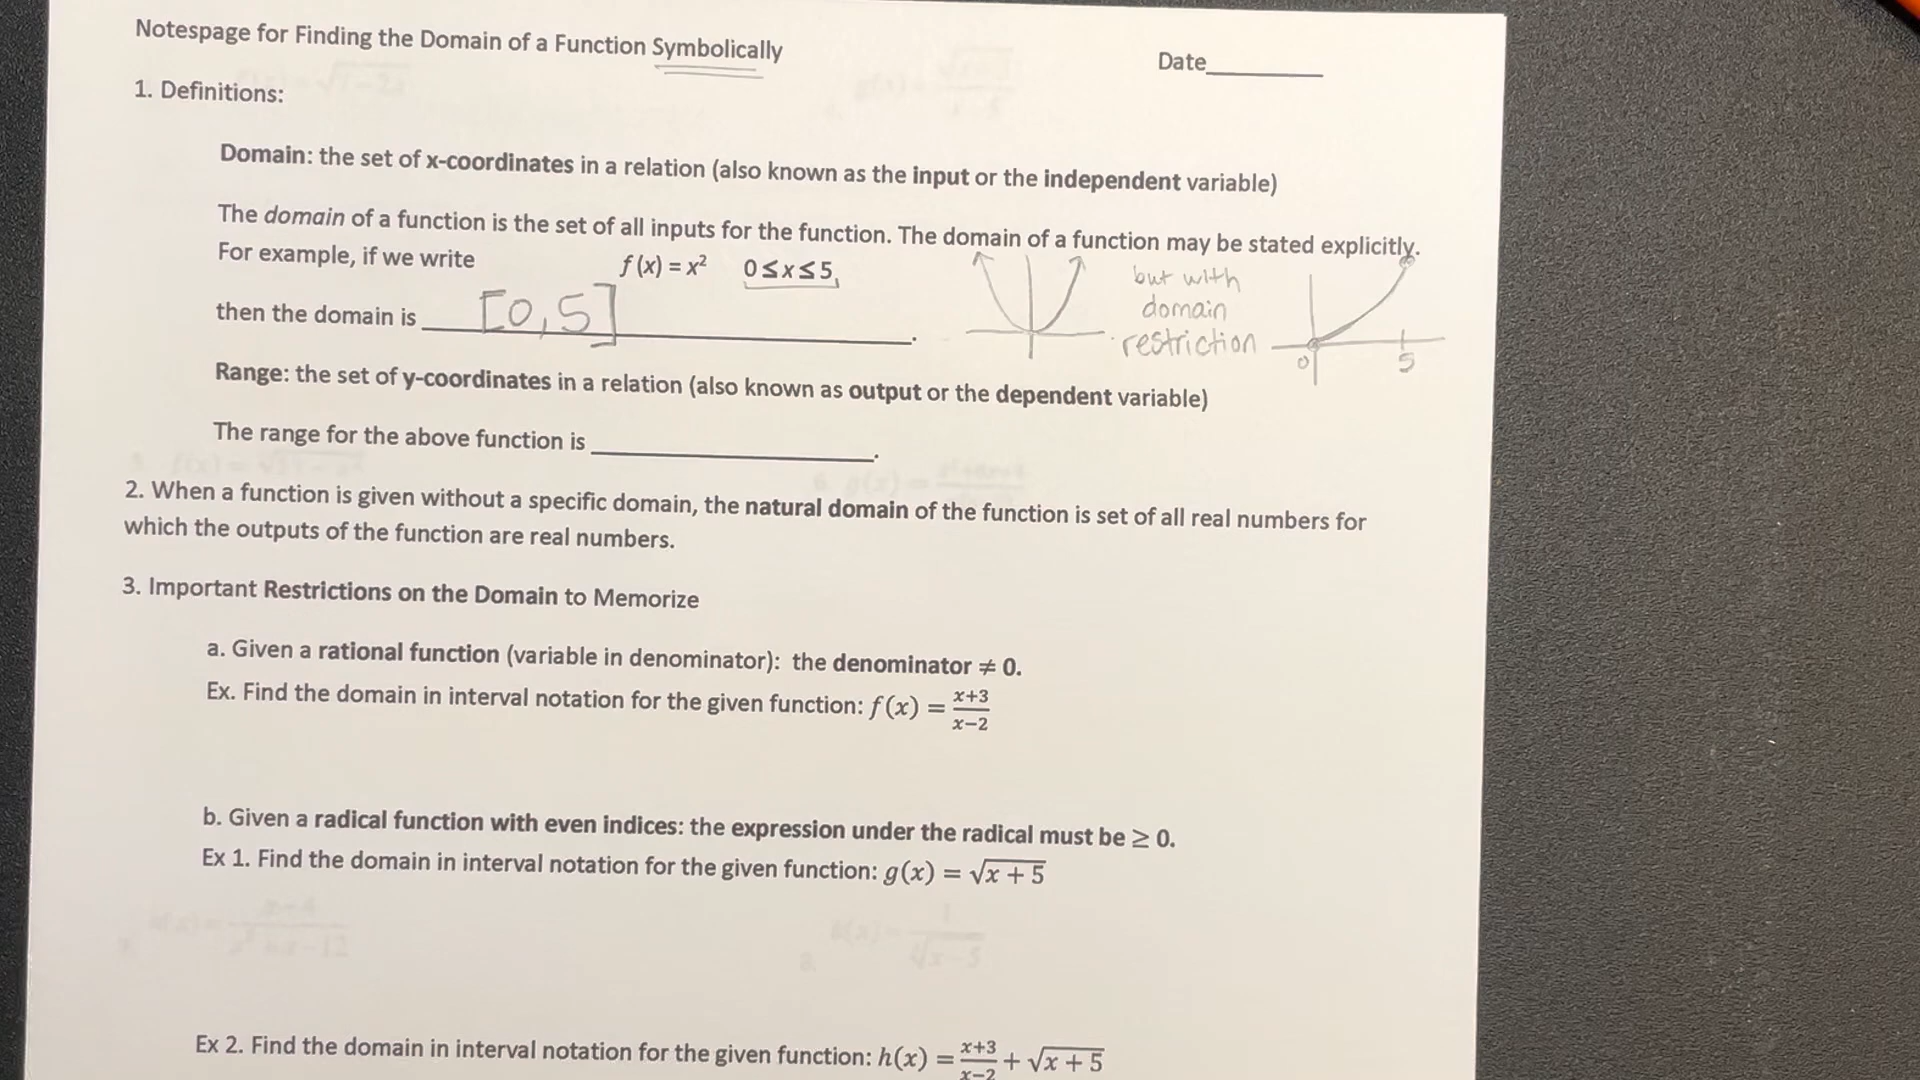 Notespage for Finding the Domain of a Function Symbolically
Date__________
1. Definitions:
Domain: the set of x-coordinates in a relation (also known as the input or the independent variable)
The domain of a function is the set of all inputs for the function. The domain of a function may be stated explicitly.
For example, if we write f (x) = x² 0≤x≤5,
but with
domain
restriction
0 5
then the domain is [0,5].
Range: the set of y-coordinates in a relation (also known as output or the dependent variable)
The range for the above function is ______________________.
2. When a function is given without a specific domain, the natural domain of the function is set of all real numbers for
which the outputs of the function are real numbers.
3. Important Restrictions on the Domain to Memorize
a. Given a rational function (variable in denominator): the denominator ≠ 0.
Ex. Find the domain in interval notation for the given function: f(x) = x+3/x−2
b. Given a radical function with even indices: the expression under the radical must be ≥ 0.
Ex 1. Find the domain in interval notation for the given function: g(x) = √x + 5
Ex 2. Find the domain in interval notation for the given function: h(x) = x+3/x−2 + √x + 5